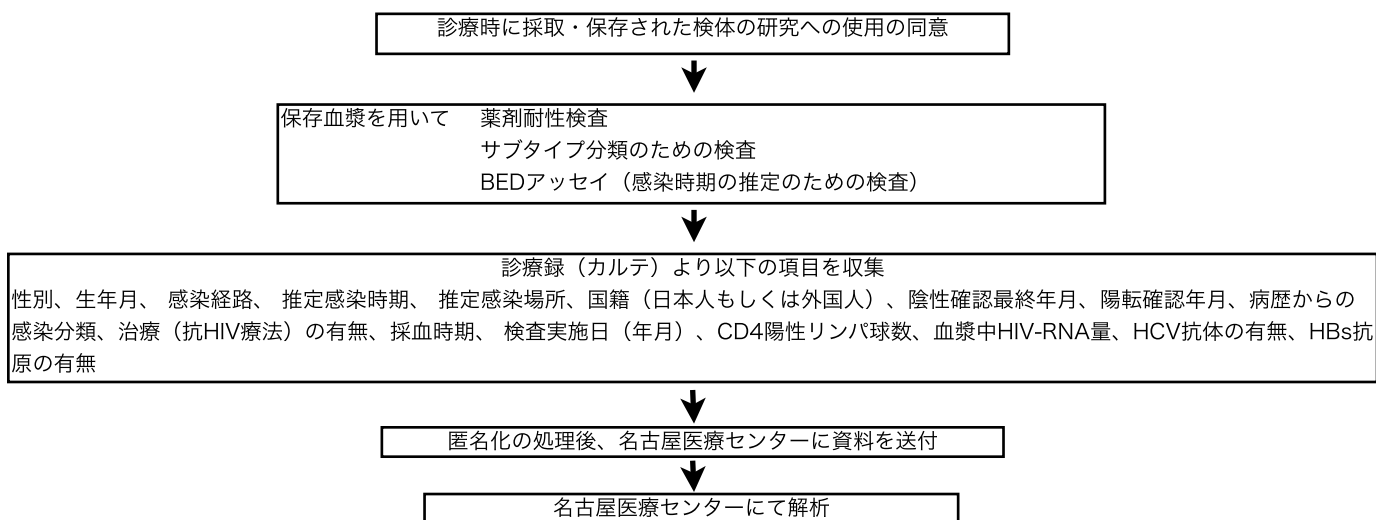 診療時に採取・保存された検体の研究への使用の同意
保存血漿を用いて 薬剤耐性検査
サブタイプ分類のための検査
BEDアッセイ（感染時期の推定のための検査）
診療録（カルテ）より以下の項目を収集
性別、生年月、 感染経路、 推定感染時期、 推定感染場所、国籍（日本人もしくは外国人）、陰性確認最終年月、陽転確認年月、病歴からの
感染分類、治療（抗HIV療法）の有無、採血時期、 検査実施日（年月）、CD4陽性リンパ球数、血漿中HIV-RNA量、HCV抗体の有無、HBs抗
原の有無
匿名化の処理後、名古屋医療センターに資料を送付
名古屋医療センターにて解析